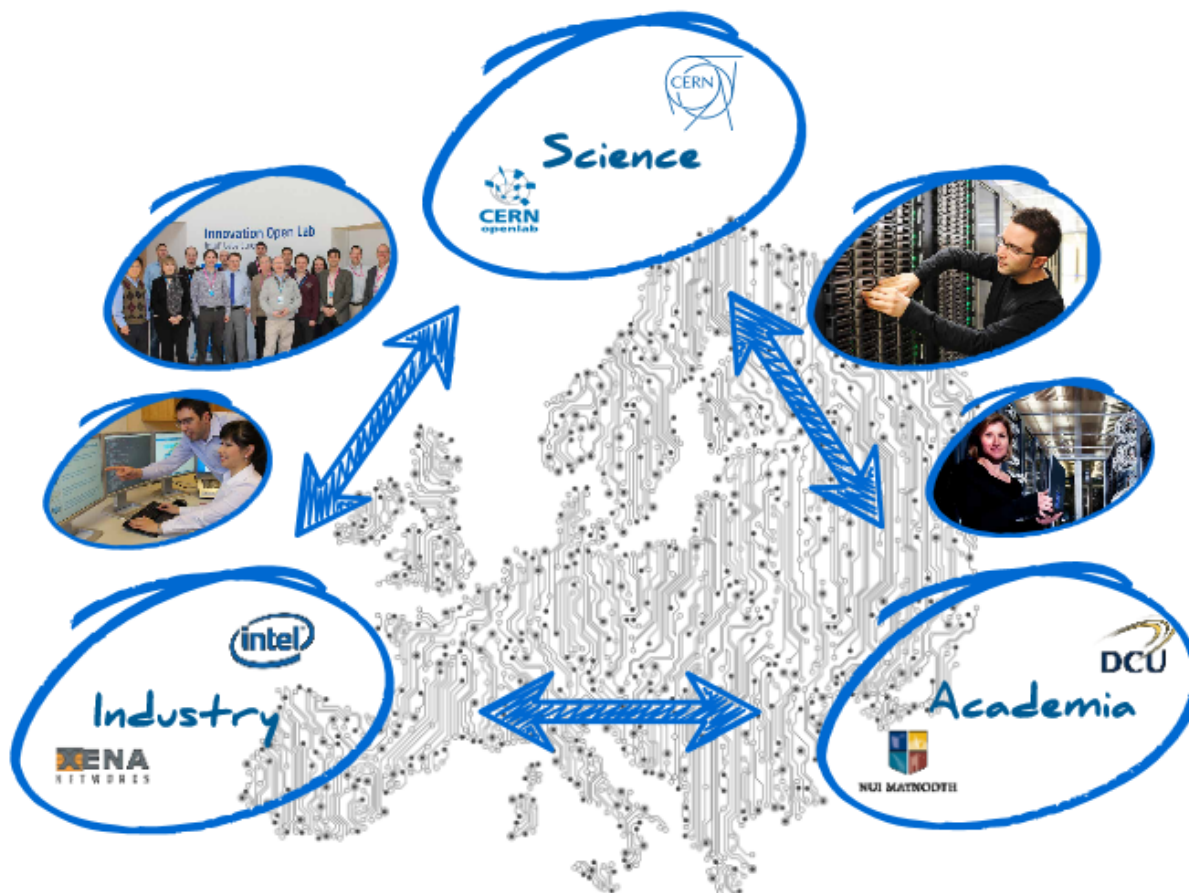 CERN
Science
CERN
openlab
Innovation Open Lab
intel
Industry
XENA
NETWORKS
DCU
Academia
NUI MAYNOOTH